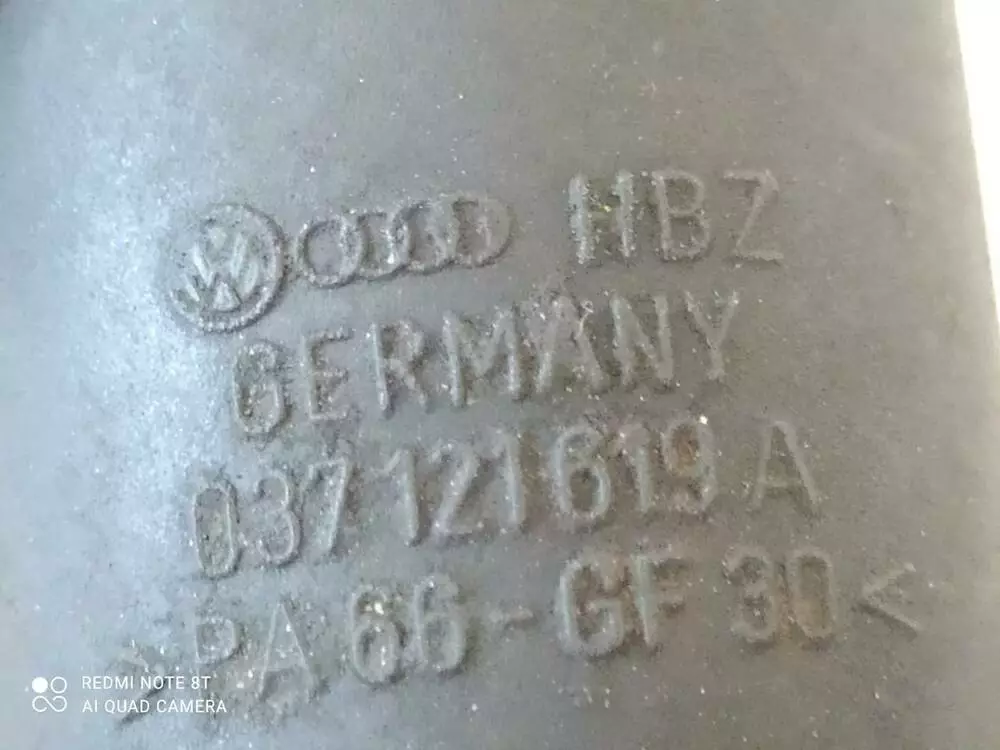 HBZ
GERMANY
037 121 619 A
>PA 66-GF 30<
REDMI NOTE 8T
AI QUAD CAMERA